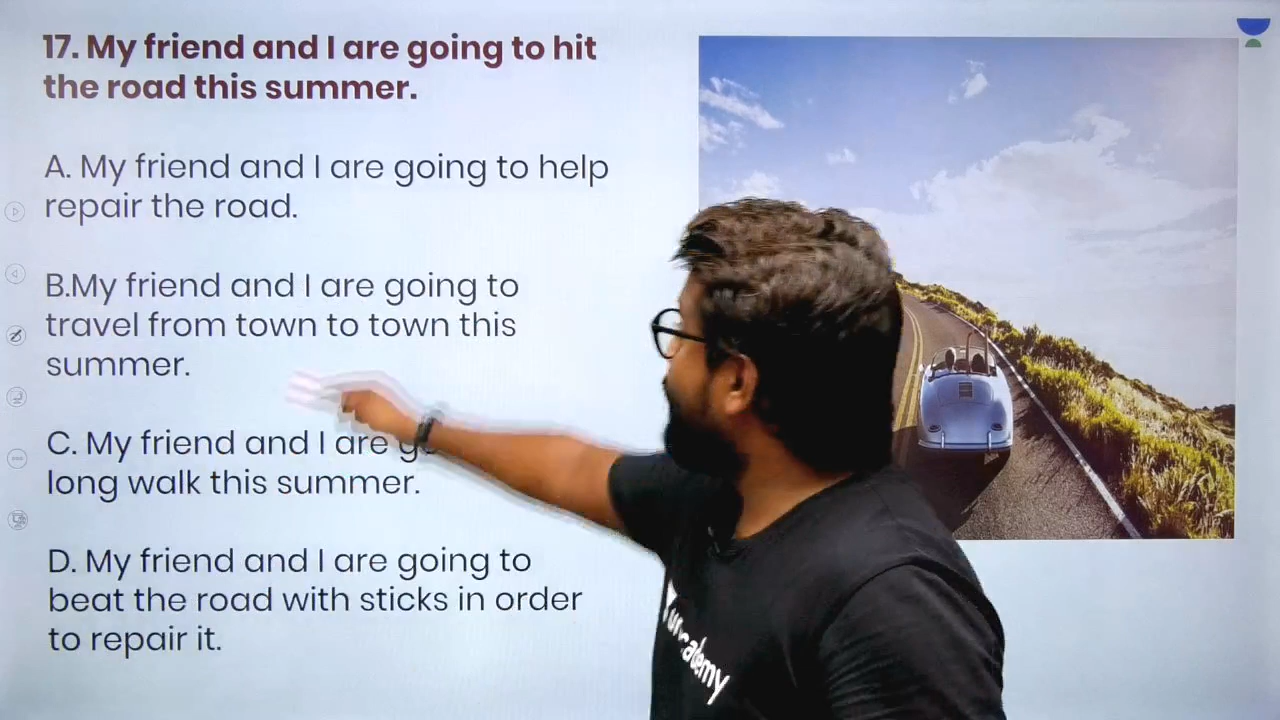 17. My friend and I are going to hit
the road this summer.
A. My friend and I are going to help
repair the road.
B.My friend and I are going to
travel from town to town this
summer.
C. My friend and I are
long walk this summer.
D. My friend and I are going to
beat the road with sticks in order
to repair it.